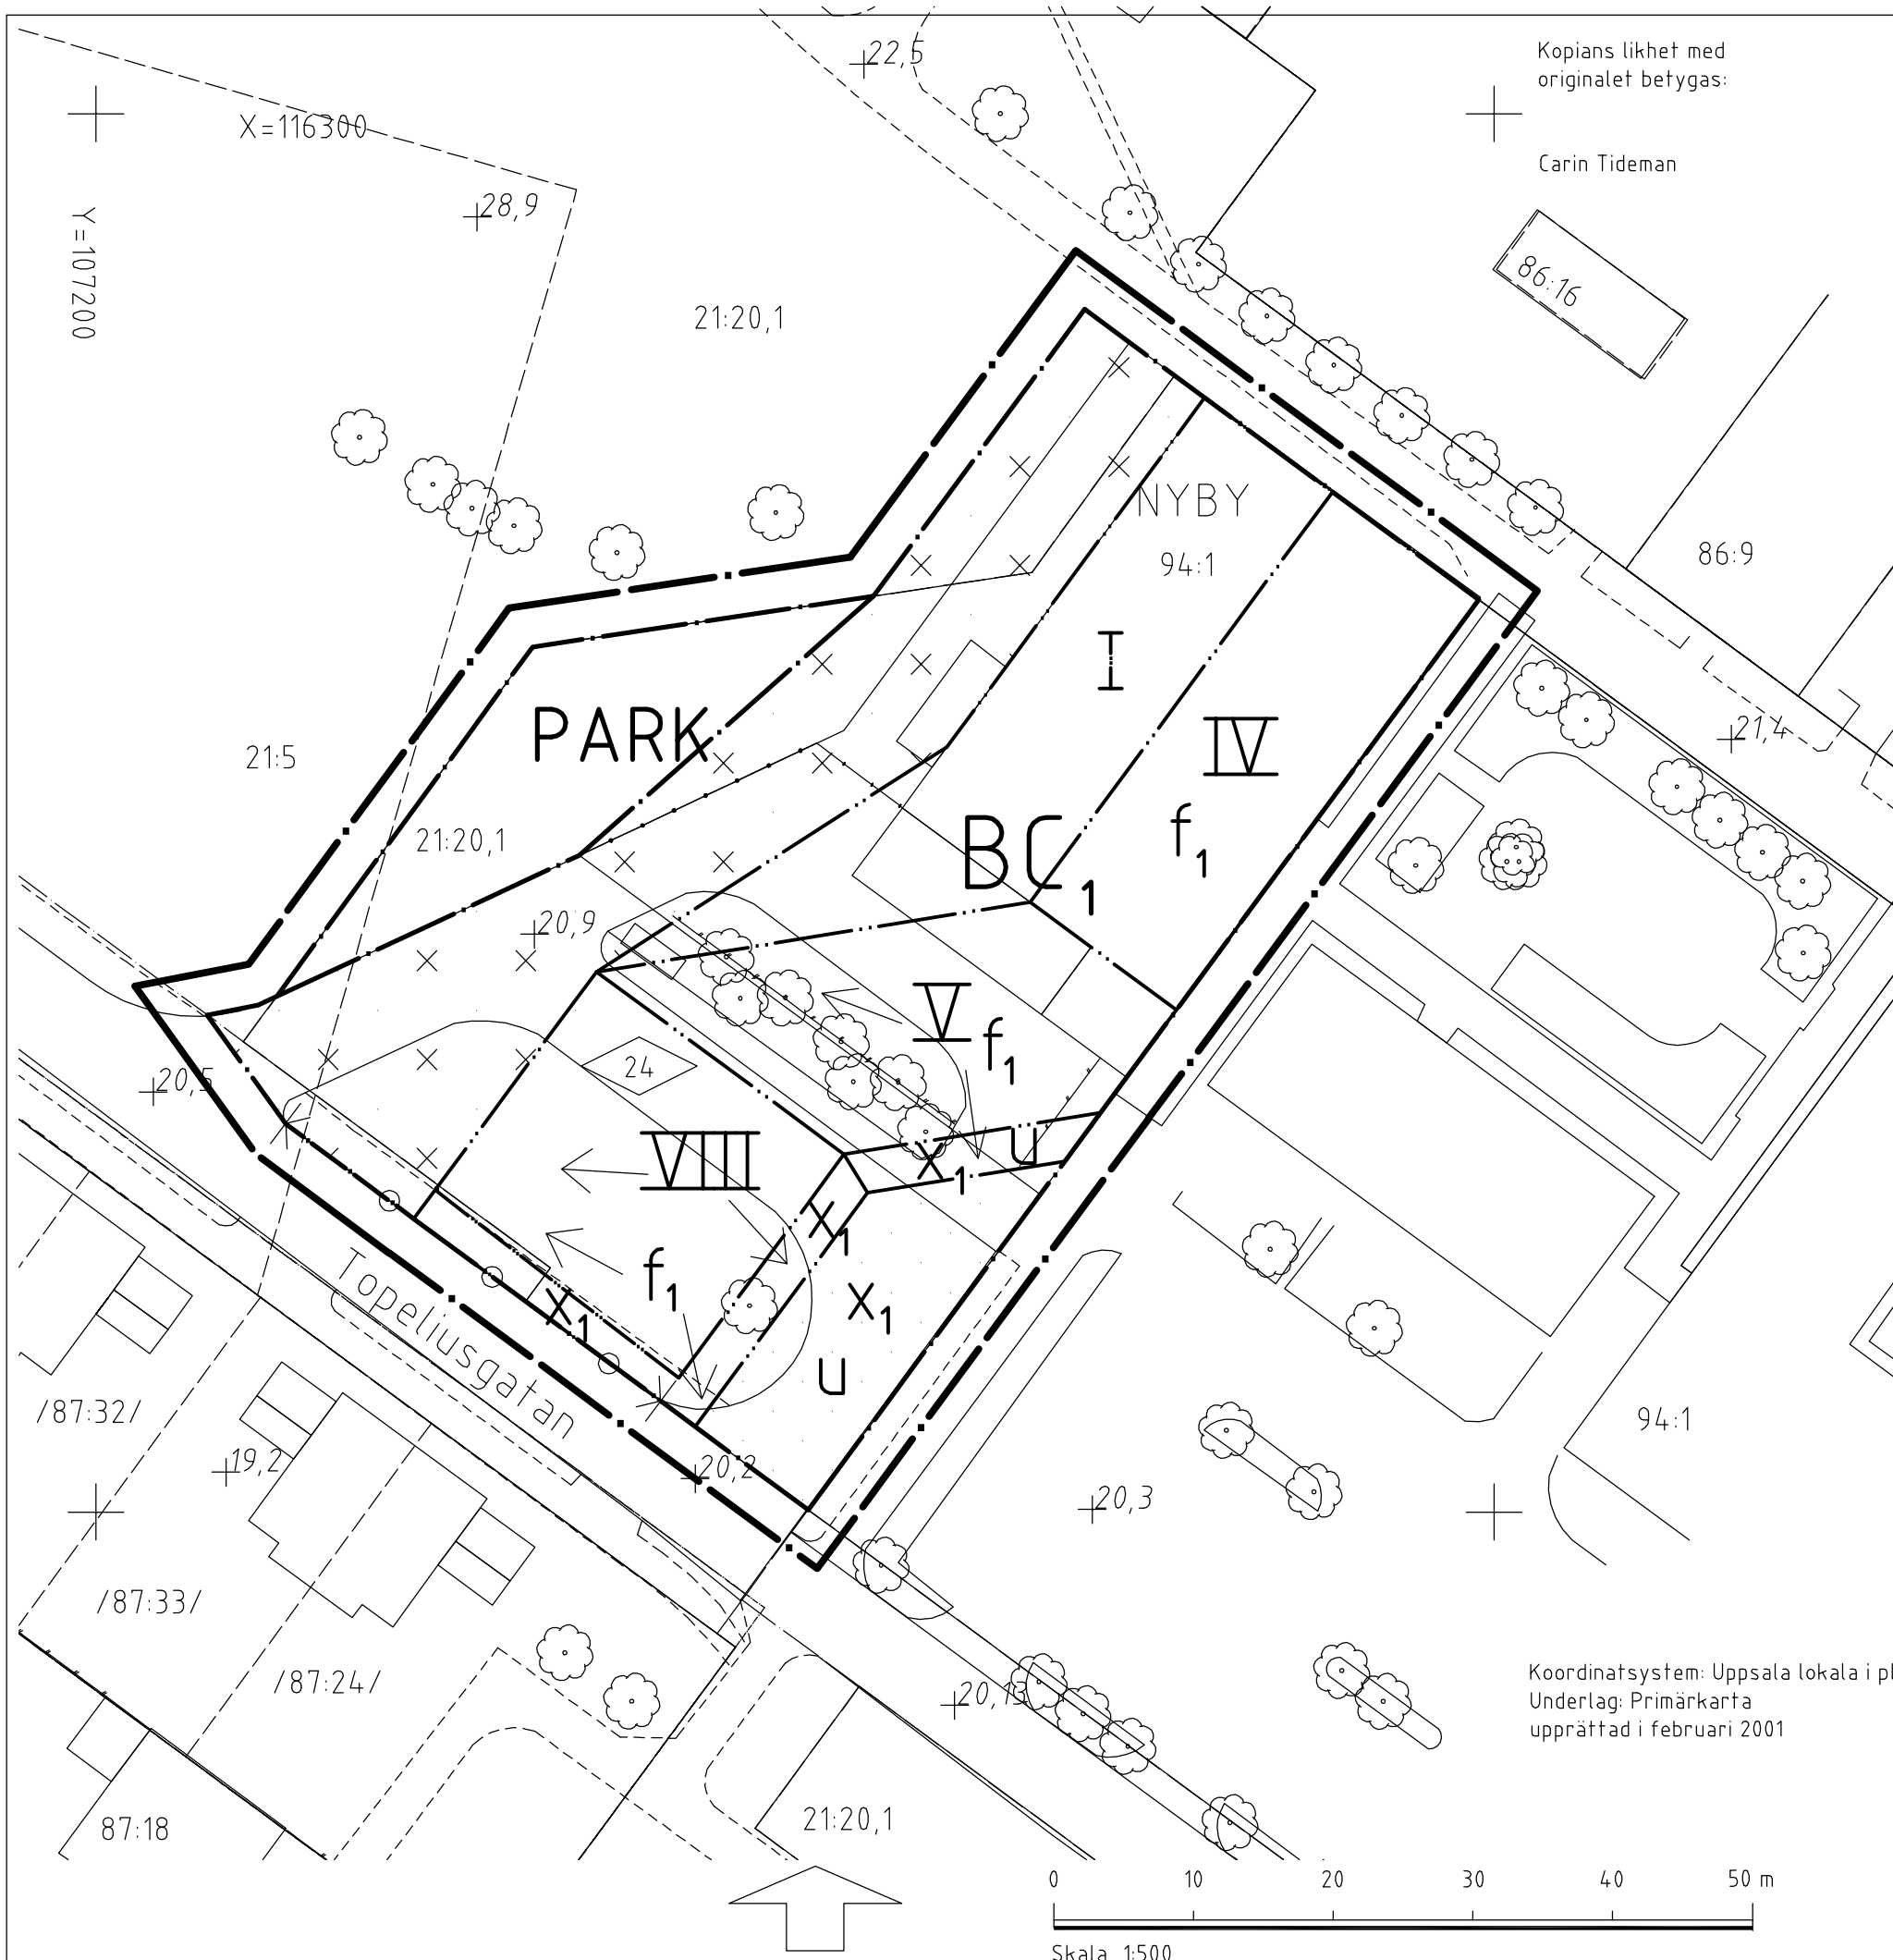 22,5
Kopians likhet med
originalet betygas:
X=116300
Carin Tideman
28,9
Y=107200
86:16
21:20,1
NYBY
94:1
86:9
I
PARK
IV
21,4
21:5
f1
21:20,1
BC1
20,9
V
f1
24
20,5
u
VIII
x1
x1
f1
x1
x1
Topeliusgatan
u
/87:32/
94:1
19,2
20,2
20,3
/87:33/
/87:24/
20,13
Koordinatsystem: Uppsala lokala i
Underlag: Primärkarta
upprättad i februari 2001
87:18
21:20,1
0 10 20 30 40 50 m
Skala 1:500